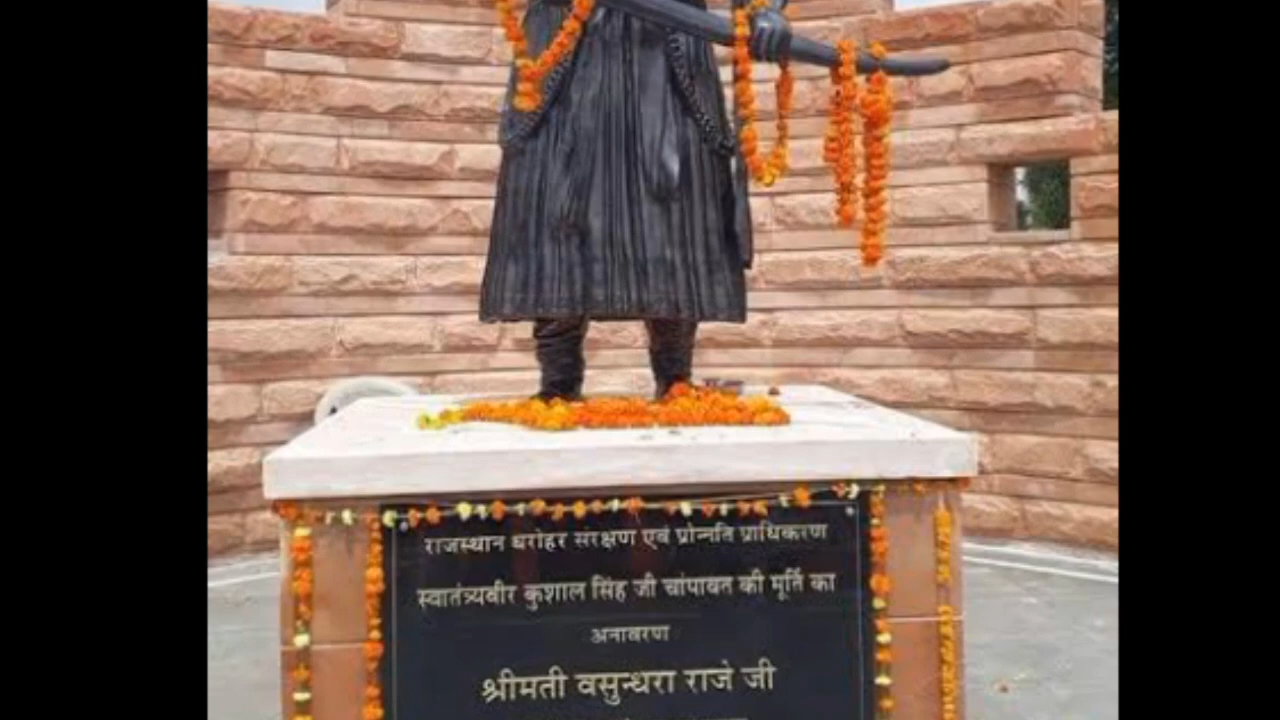 राजस्थान धरोहर संरक्षण एवं प्रोन्नति प्राधिकरण
स्वातंत्र्यवीर कुशाल सिंह जी चांपावत की मूर्ति का
अनावरण
श्रीमती वसुन्धरा राजे जी